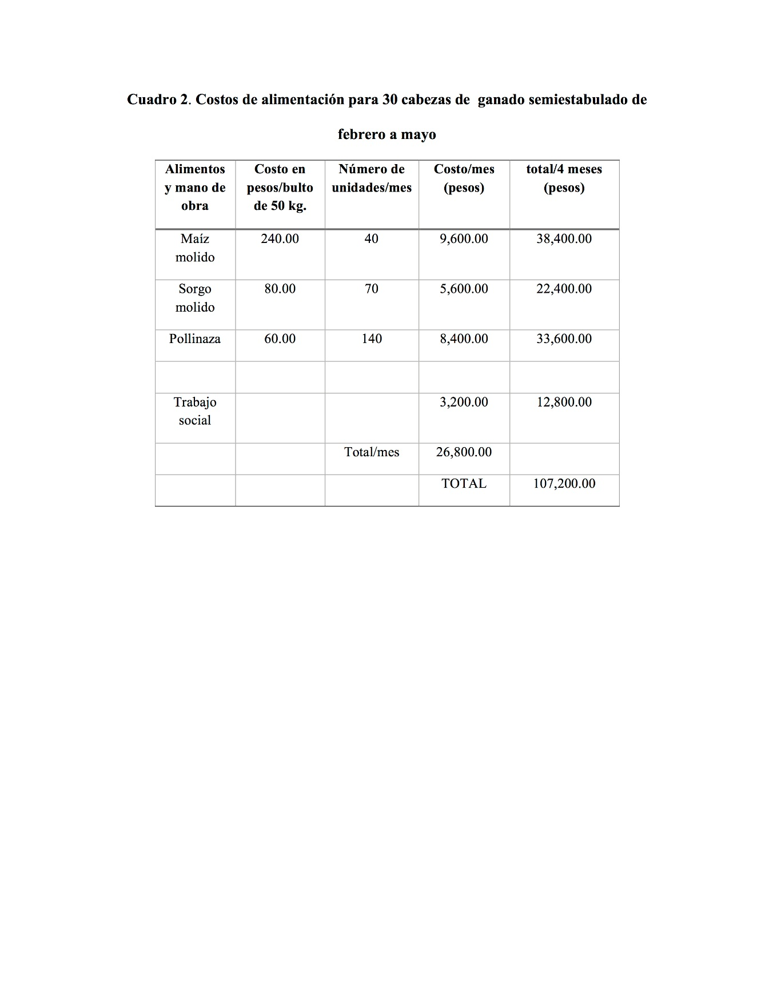 Cuadro 2. Costos de alimentación para 30 cabezas de  ganado semiestabulado de
febrero a mayo
Alimentos y mano de obra | Costo en pesos/bulto de 50 kg. | Número de unidades/mes | Costo/mes (pesos) | total/4 meses (pesos)
Maíz molido | 240.00 | 40 | 9,600.00 | 38,400.00
Sorgo molido | 80.00 | 70 | 5,600.00 | 22,400.00
Pollinaza | 60.00 | 140 | 8,400.00 | 33,600.00
Trabajo social | 3,200.00 | 12,800.00
Total/mes | 26,800.00
TOTAL | 107,200.00